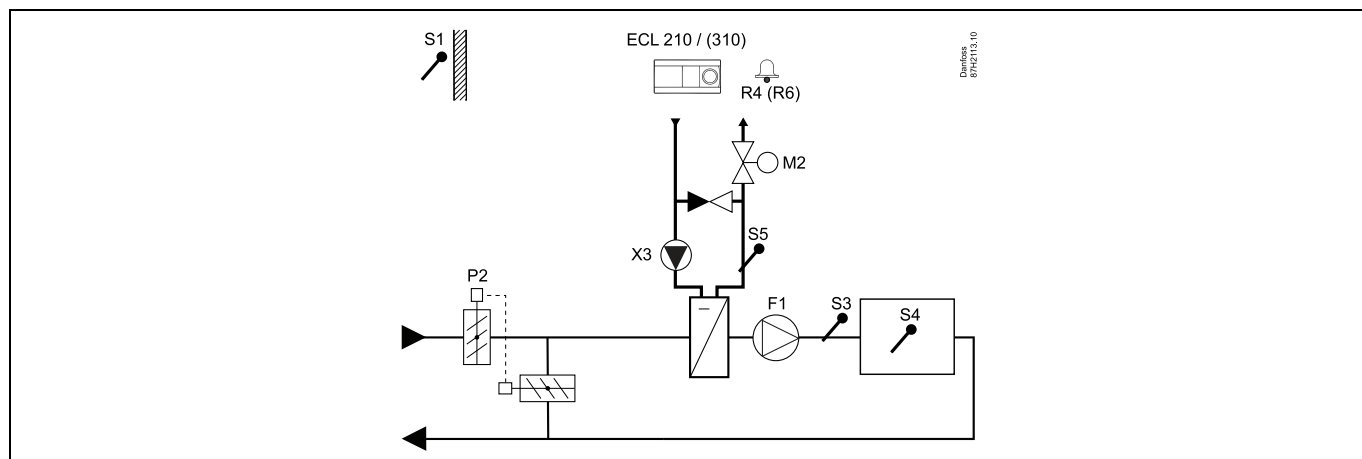 S1
ECL 210 / (310)
Danfoss
87H2113.10
R4 (R6)
M2
S5
X3
P2
F1
S3
S4